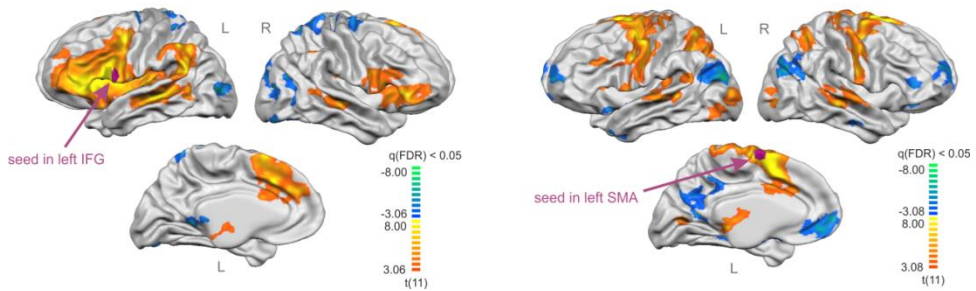 L R
seed in left IFG
q(FDR) < 0.05
-8.00
-3.06
8.00
3.06
t(11)
L
L R
seed in left SMA
q(FDR) < 0.05
-8.00
-3.08
8.00
3.08
t(11)
L